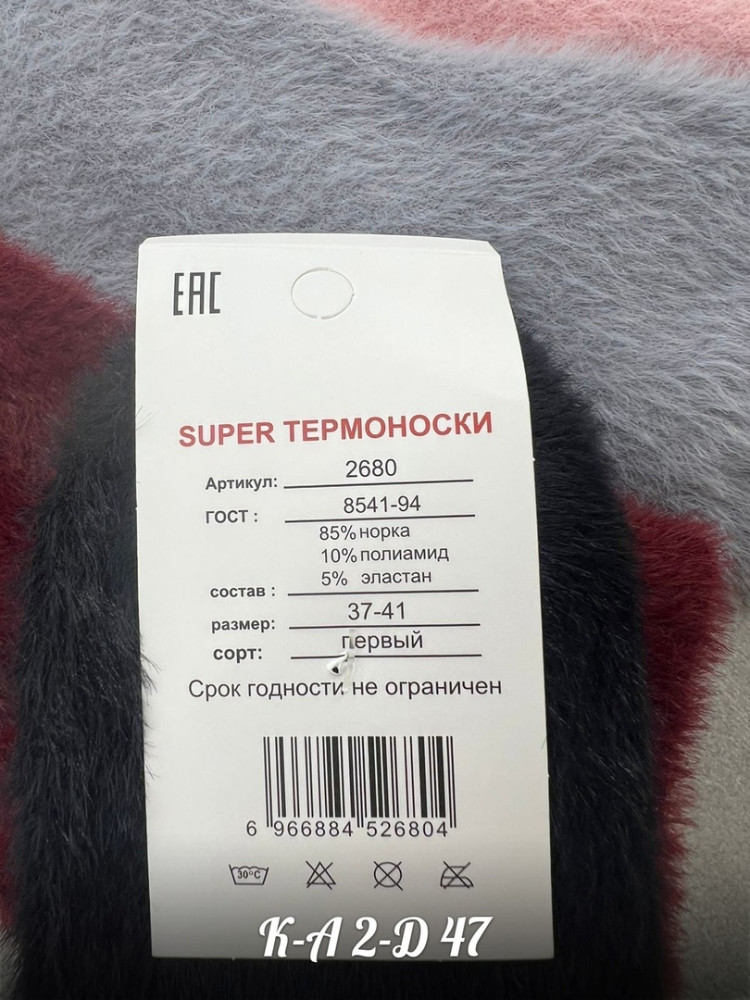 ЕАС
SUPER ТЕРМОНОСКИ
Артикул: 2680
ГОСТ : 8541-94
85% норка
10% полиамид
состав : 5% эластан
размер: 37-41
сорт: первый
Срок годности не ограничен
6 966884 526804
30°C
К-А 2-D 47